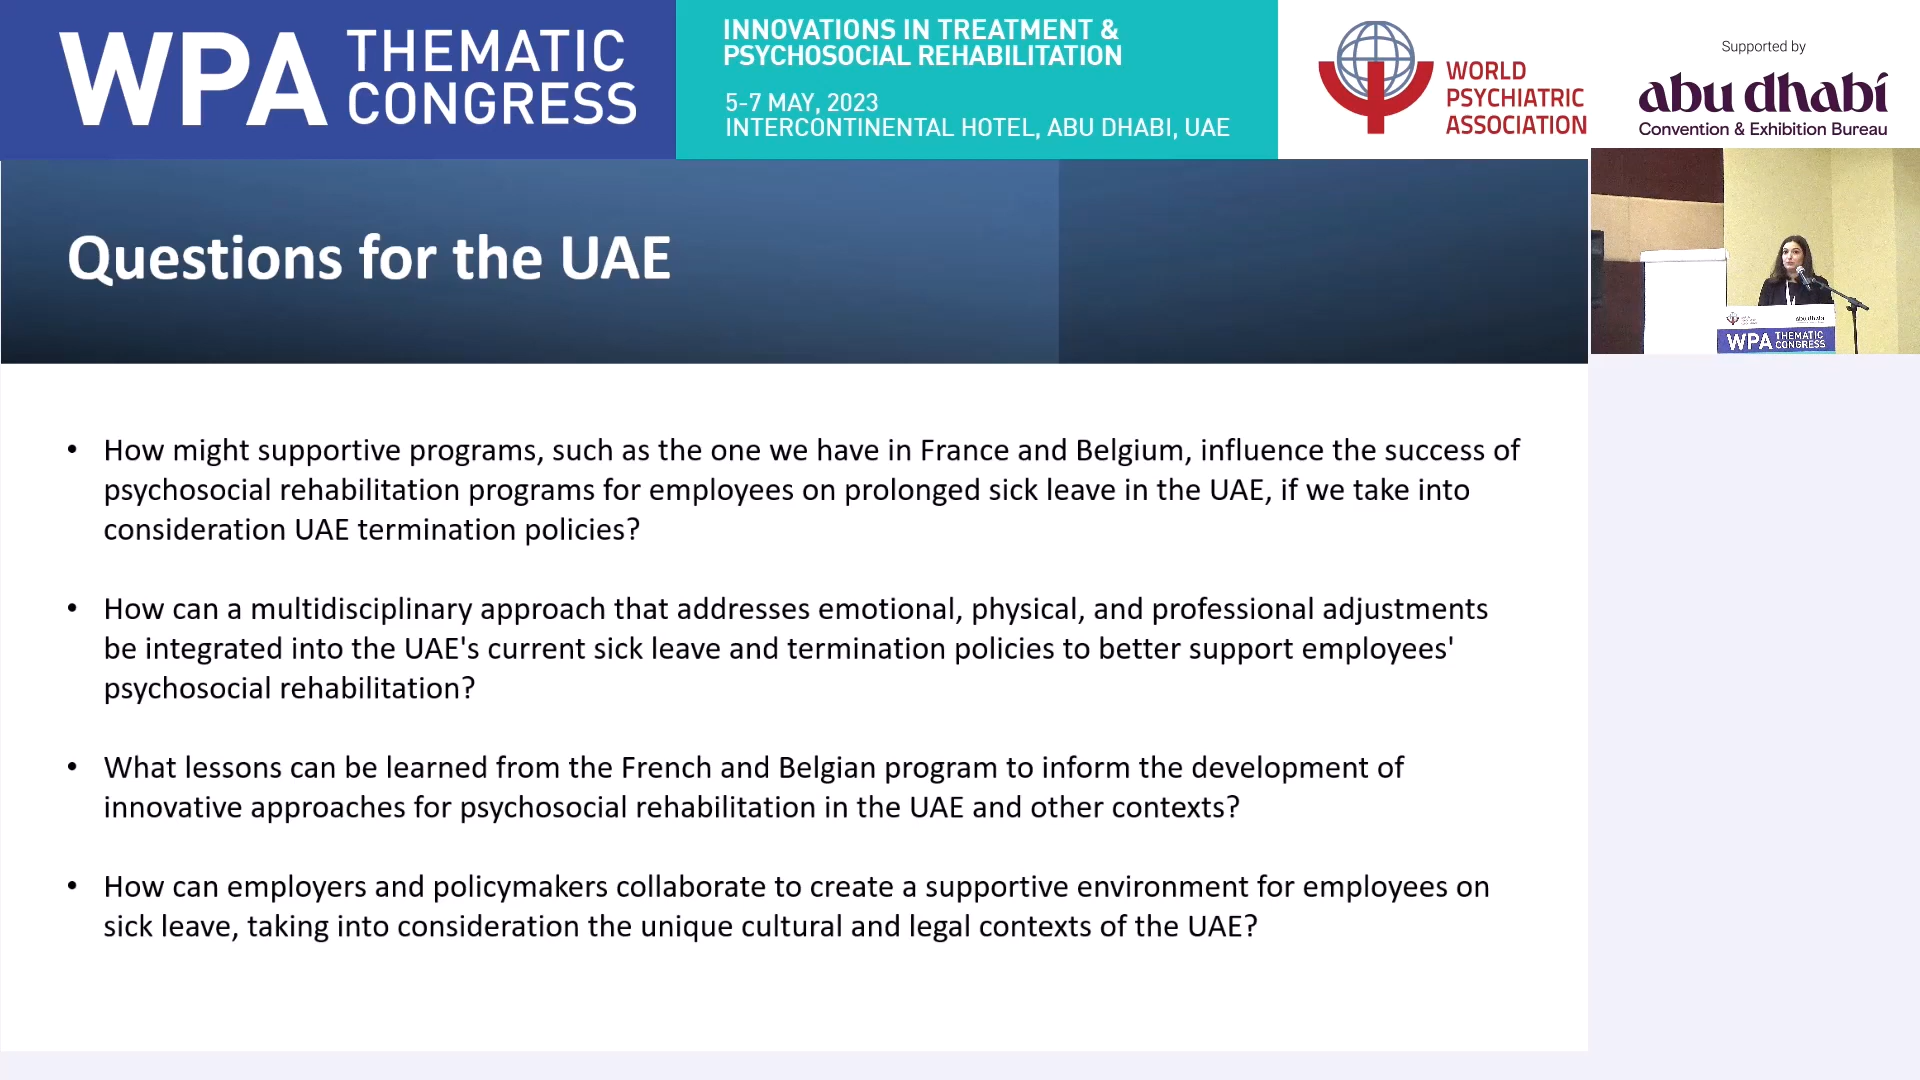 WPA THEMATIC CONGRESS
INNOVATIONS IN TREATMENT &
PSYCHOSOCIAL REHABILITATION
5-7 MAY, 2023
INTERCONTINENTAL HOTEL, ABU DHABI, UAE
WORLD
PSYCHIATRIC
ASSOCIATION
Supported by
abu dhabi
Convention & Exhibition Bureau
Questions for the UAE
• How might supportive programs, such as the one we have in France and Belgium, influence the success of
psychosocial rehabilitation programs for employees on prolonged sick leave in the UAE, if we take into
consideration UAE termination policies?
• How can a multidisciplinary approach that addresses emotional, physical, and professional adjustments
be integrated into the UAE's current sick leave and termination policies to better support employees'
psychosocial rehabilitation?
• What lessons can be learned from the French and Belgian program to inform the development of
innovative approaches for psychosocial rehabilitation in the UAE and other contexts?
• How can employers and policymakers collaborate to create a supportive environment for employees on
sick leave, taking into consideration the unique cultural and legal contexts of the UAE?
abu dhabi
WPA THEMATIC CONGRESS